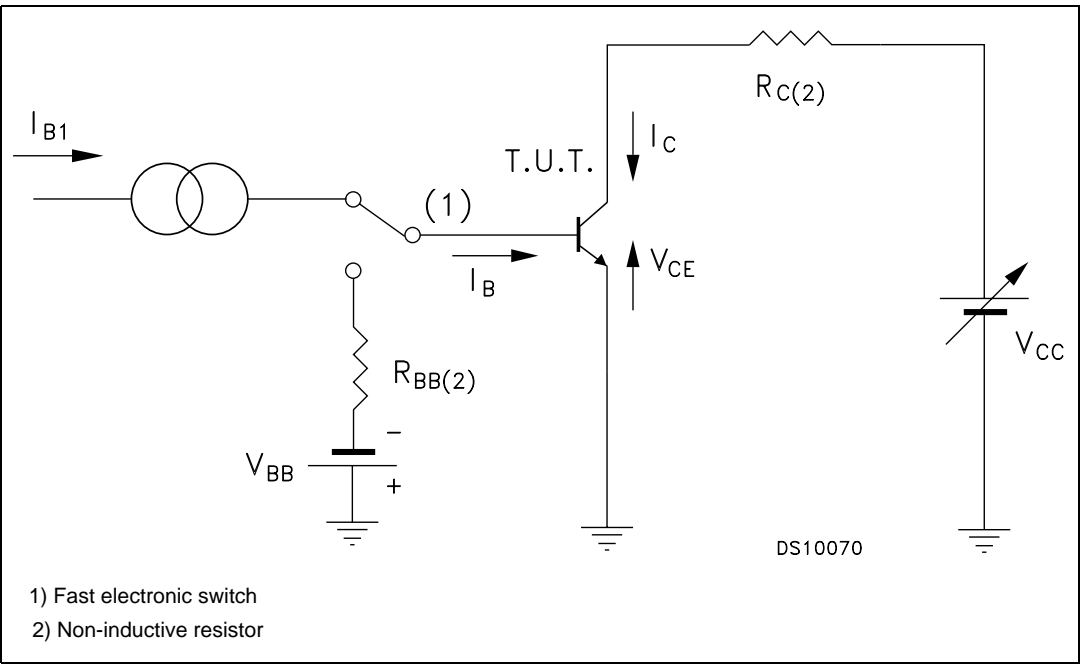 I B1
(1)
T.U.T.
I C
R C(2)
I B
V CE
R BB(2)
V BB
−
+
V CC
DS10070
1) Fast electronic switch
2) Non-inductive resistor